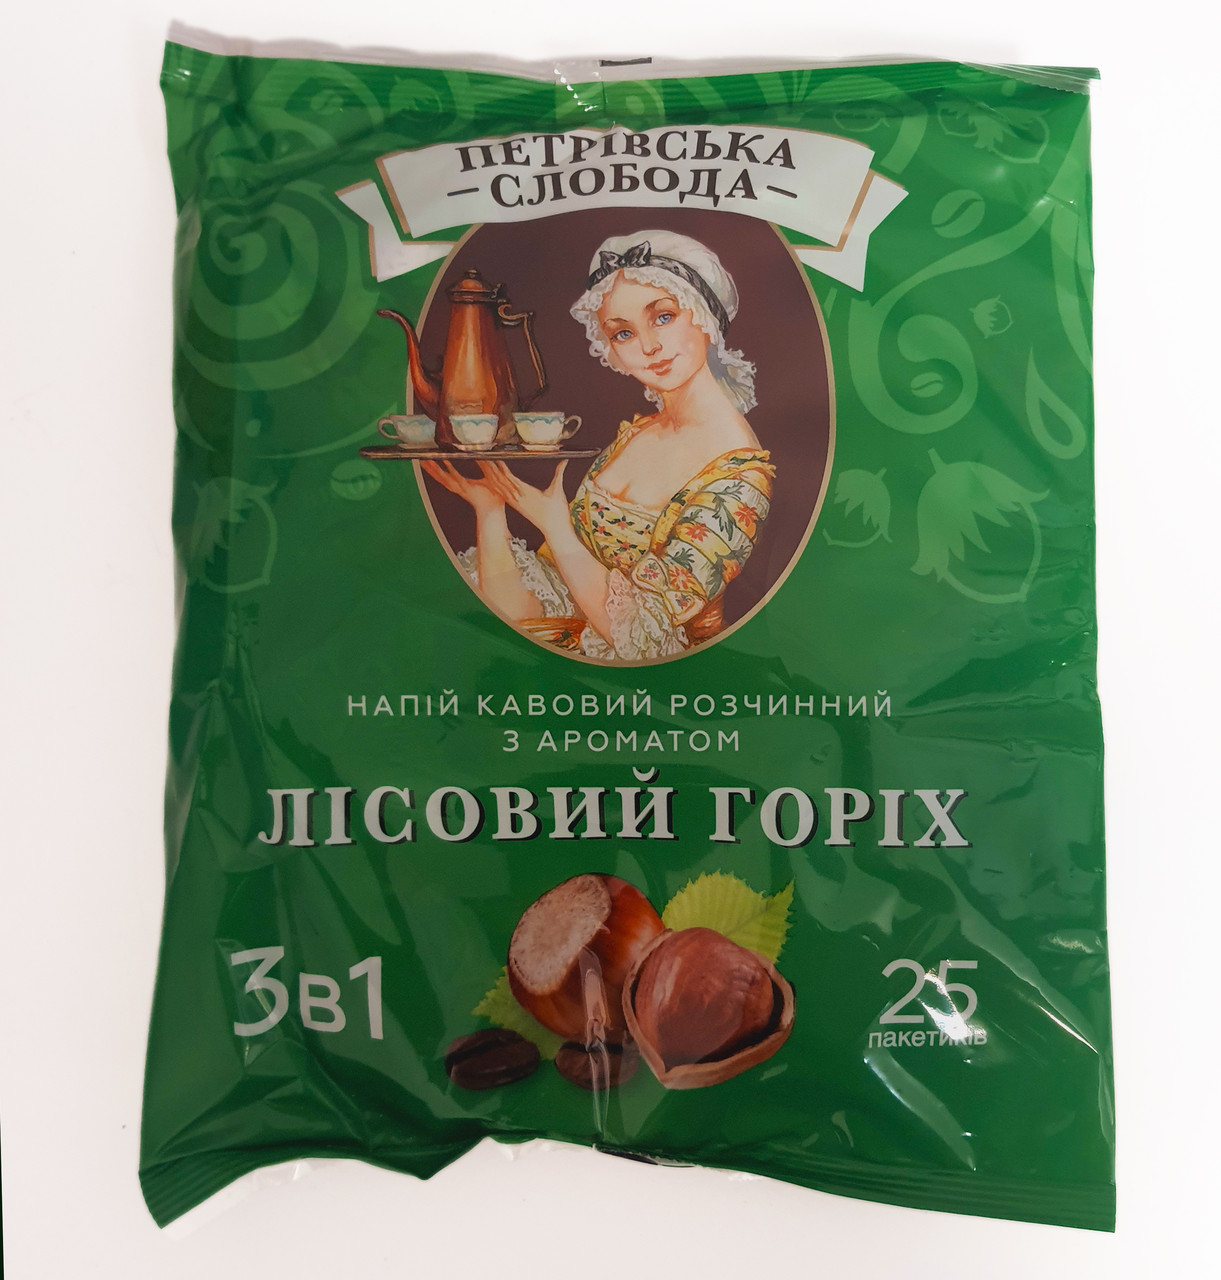 ПЕТРІВСЬКА
–СЛОБОДА–
НАПІЙ КАВОВИЙ РОЗЧИННИЙ
З АРОМАТОМ
ЛІСОВИЙ ГОРІХ
3в1
25
пакетиків